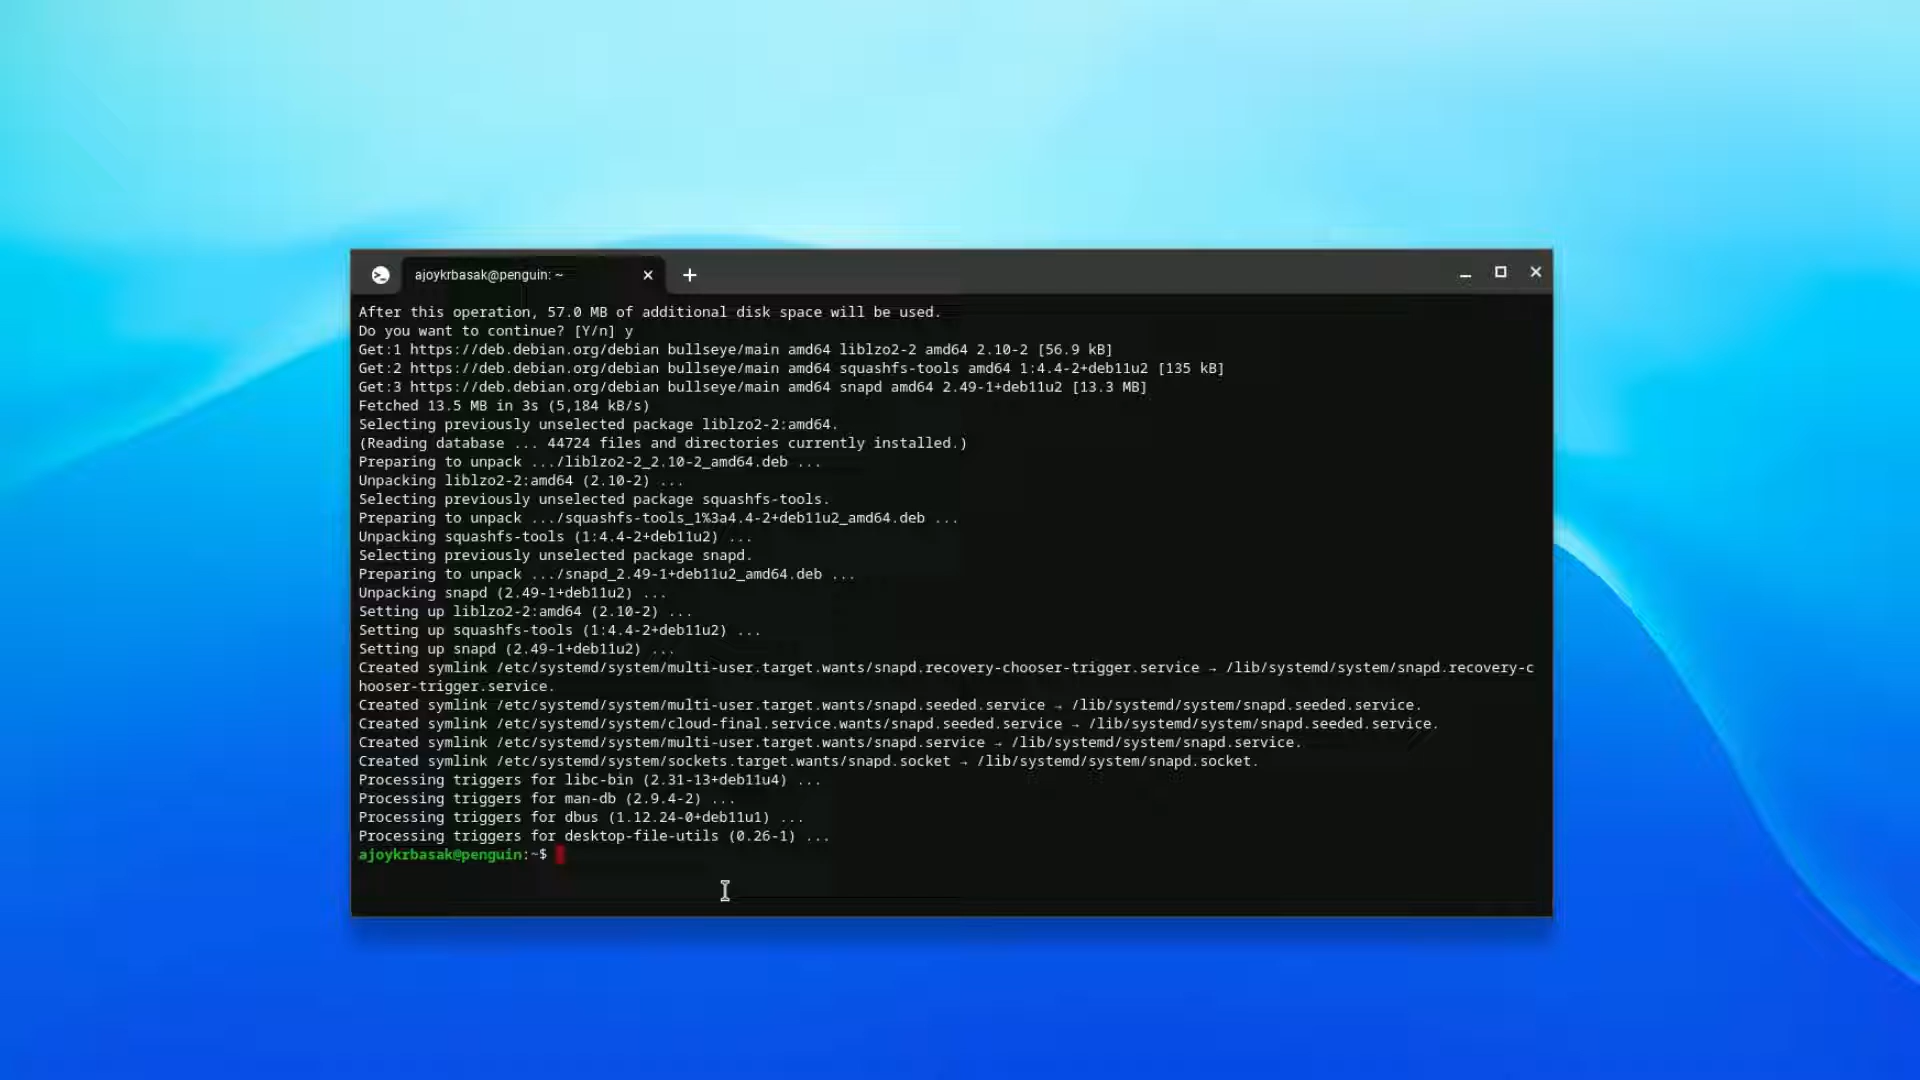 ajoykrbasak@penguin: ~
After this operation, 57.0 MB of additional disk space will be used.
Do you want to continue? [Y/n] y
Get:1 https://deb.debian.org/debian bullseye/main amd64 liblzo2-2 amd64 2.10-2 [56.9 kB]
Get:2 https://deb.debian.org/debian bullseye/main amd64 squashfs-tools amd64 1:4.4-2+deb11u2 [135 kB]
Get:3 https://deb.debian.org/debian bullseye/main amd64 snapd amd64 2.49-1+deb11u2 [13.3 MB]
Fetched 13.5 MB in 3s (5,184 kB/s)
Selecting previously unselected package liblzo2-2:amd64.
(Reading database ... 44724 files and directories currently installed.)
Preparing to unpack .../liblzo2-2_2.10-2_amd64.deb ...
Unpacking liblzo2-2:amd64 (2.10-2) ...
Selecting previously unselected package squashfs-tools.
Preparing to unpack .../squashfs-tools_1%3a4.4-2+deb11u2_amd64.deb ...
Unpacking squashfs-tools (1:4.4-2+deb11u2) ...
Selecting previously unselected package snapd.
Preparing to unpack .../snapd_2.49-1+deb11u2_amd64.deb ...
Unpacking snapd (2.49-1+deb11u2) ...
Setting up liblzo2-2:amd64 (2.10-2) ...
Setting up squashfs-tools (1:4.4-2+deb11u2) ...
Setting up snapd (2.49-1+deb11u2) ...
Created symlink /etc/systemd/system/multi-user.target.wants/snapd.recovery-chooser-trigger.service → /lib/systemd/system/snapd.recovery-c
hooser-trigger.service.
Created symlink /etc/systemd/system/multi-user.target.wants/snapd.seeded.service → /lib/systemd/system/snapd.seeded.service.
Created symlink /etc/systemd/system/cloud-final.service.wants/snapd.seeded.service → /lib/systemd/system/snapd.seeded.service.
Created symlink /etc/systemd/system/multi-user.target.wants/snapd.service → /lib/systemd/system/snapd.service.
Created symlink /etc/systemd/system/sockets.target.wants/snapd.socket → /lib/systemd/system/snapd.socket.
Processing triggers for libc-bin (2.31-13+deb11u4) ...
Processing triggers for man-db (2.9.4-2) ...
Processing triggers for dbus (1.12.24-0+deb11u1) ...
Processing triggers for desktop-file-utils (0.26-1) ...
ajoykrbasak@penguin:~$